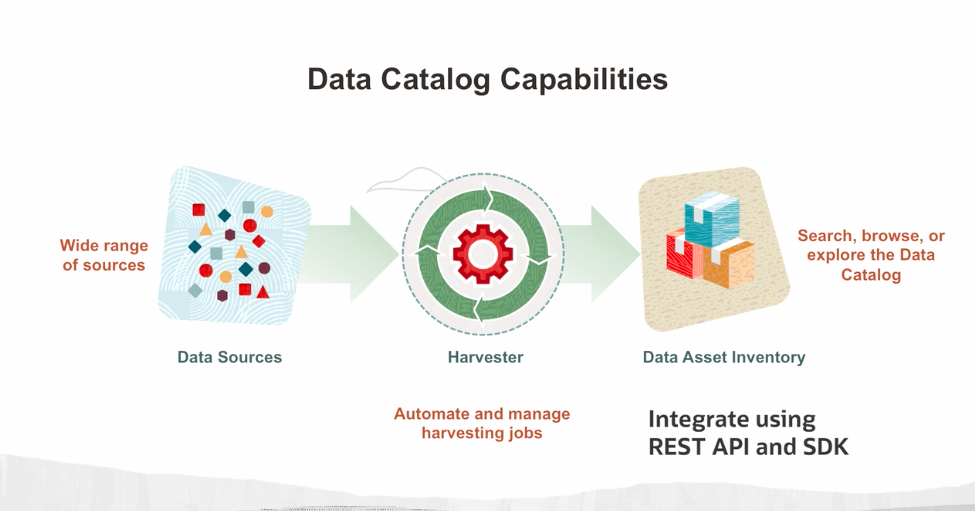 Data Catalog Capabilities
Wide range
of sources
Search, browse, or
explore the Data
Catalog
Data Sources
Harvester
Data Asset Inventory
Automate and manage
harvesting jobs
Integrate using
REST API and SDK